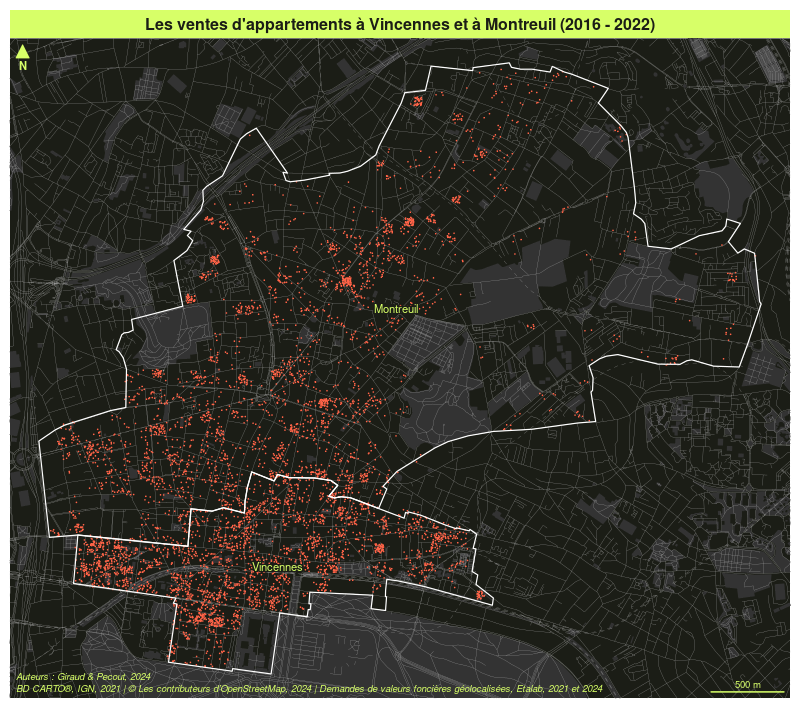 Les ventes d'appartements à Vincennes et à Montreuil (2016 - 2022)
N
Montreuil
Vincennes
Auteurs : Giraud & Pecout, 2024
BD CARTO®, IGN, 2021 | © Les contributeurs d'OpenStreetMap, 2024 | Demandes de valeurs foncières géolocalisées, Etalab, 2021 et 2024
500 m